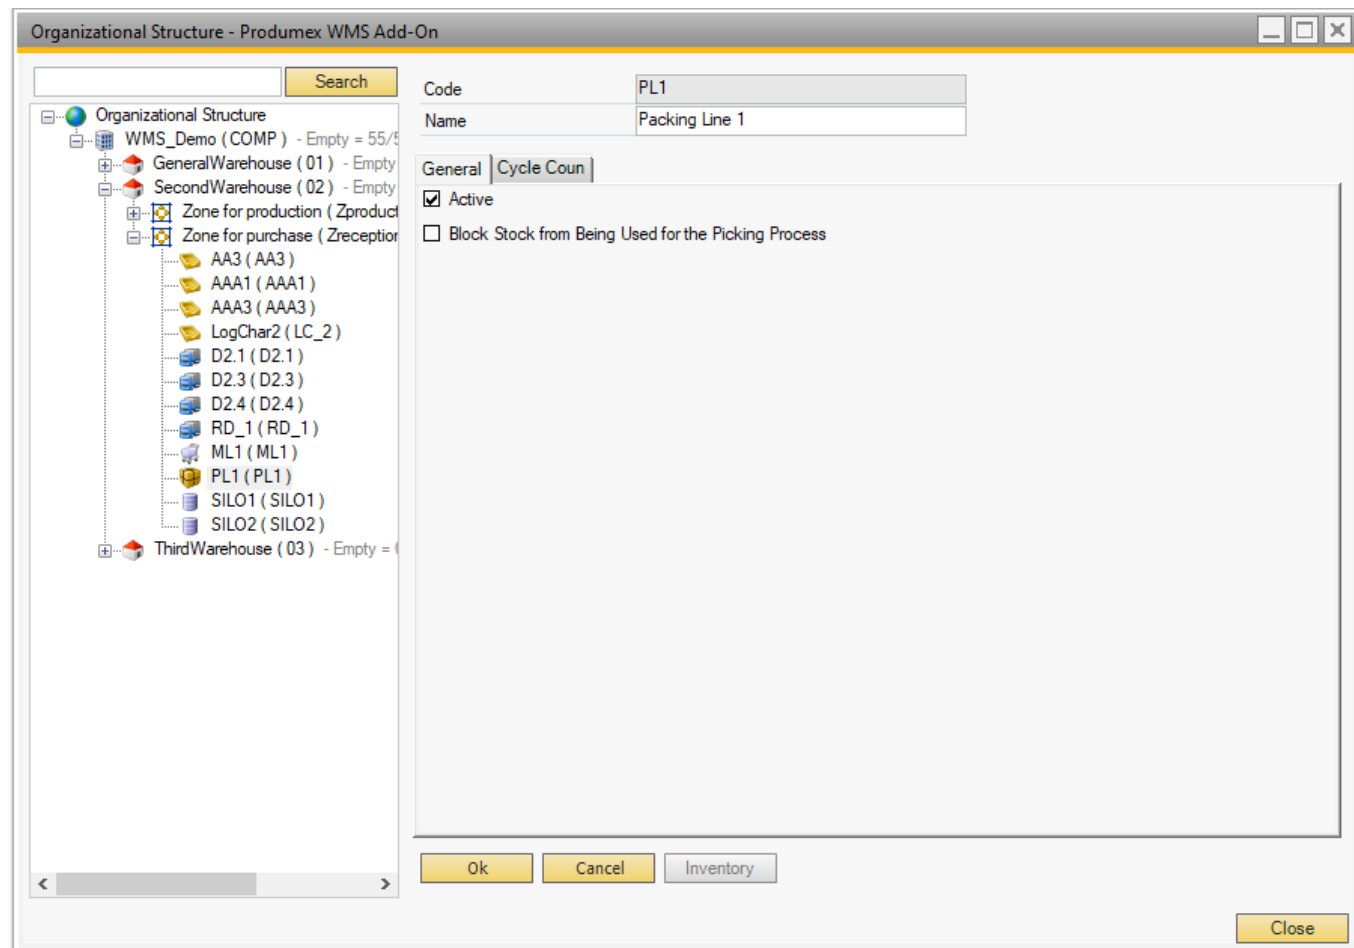 Organizational Structure - Produmex WMS Add-On
Search
Organizational Structure
WMS_Demo ( COMP ) - Empty = 55/5
GeneralWarehouse ( 01 ) - Empty
SecondWarehouse ( 02 ) - Empty
Zone for production ( Zproduct
Zone for purchase ( Zreception
AA3 ( AA3 )
AAA1 ( AAA1 )
AAA3 ( AAA3 )
LogChar2 ( LC_2 )
D2.1 ( D2.1 )
D2.3 ( D2.3 )
D2.4 ( D2.4 )
RD_1 ( RD_1 )
ML1 ( ML1 )
PL1 ( PL1 )
SILO1 ( SILO1 )
SILO2 ( SILO2 )
ThirdWarehouse ( 03 ) - Empty =
Code PL1
Name Packing Line 1
General Cycle Coun
Active
Block Stock from Being Used for the Picking Process
Ok Cancel Inventory
Close